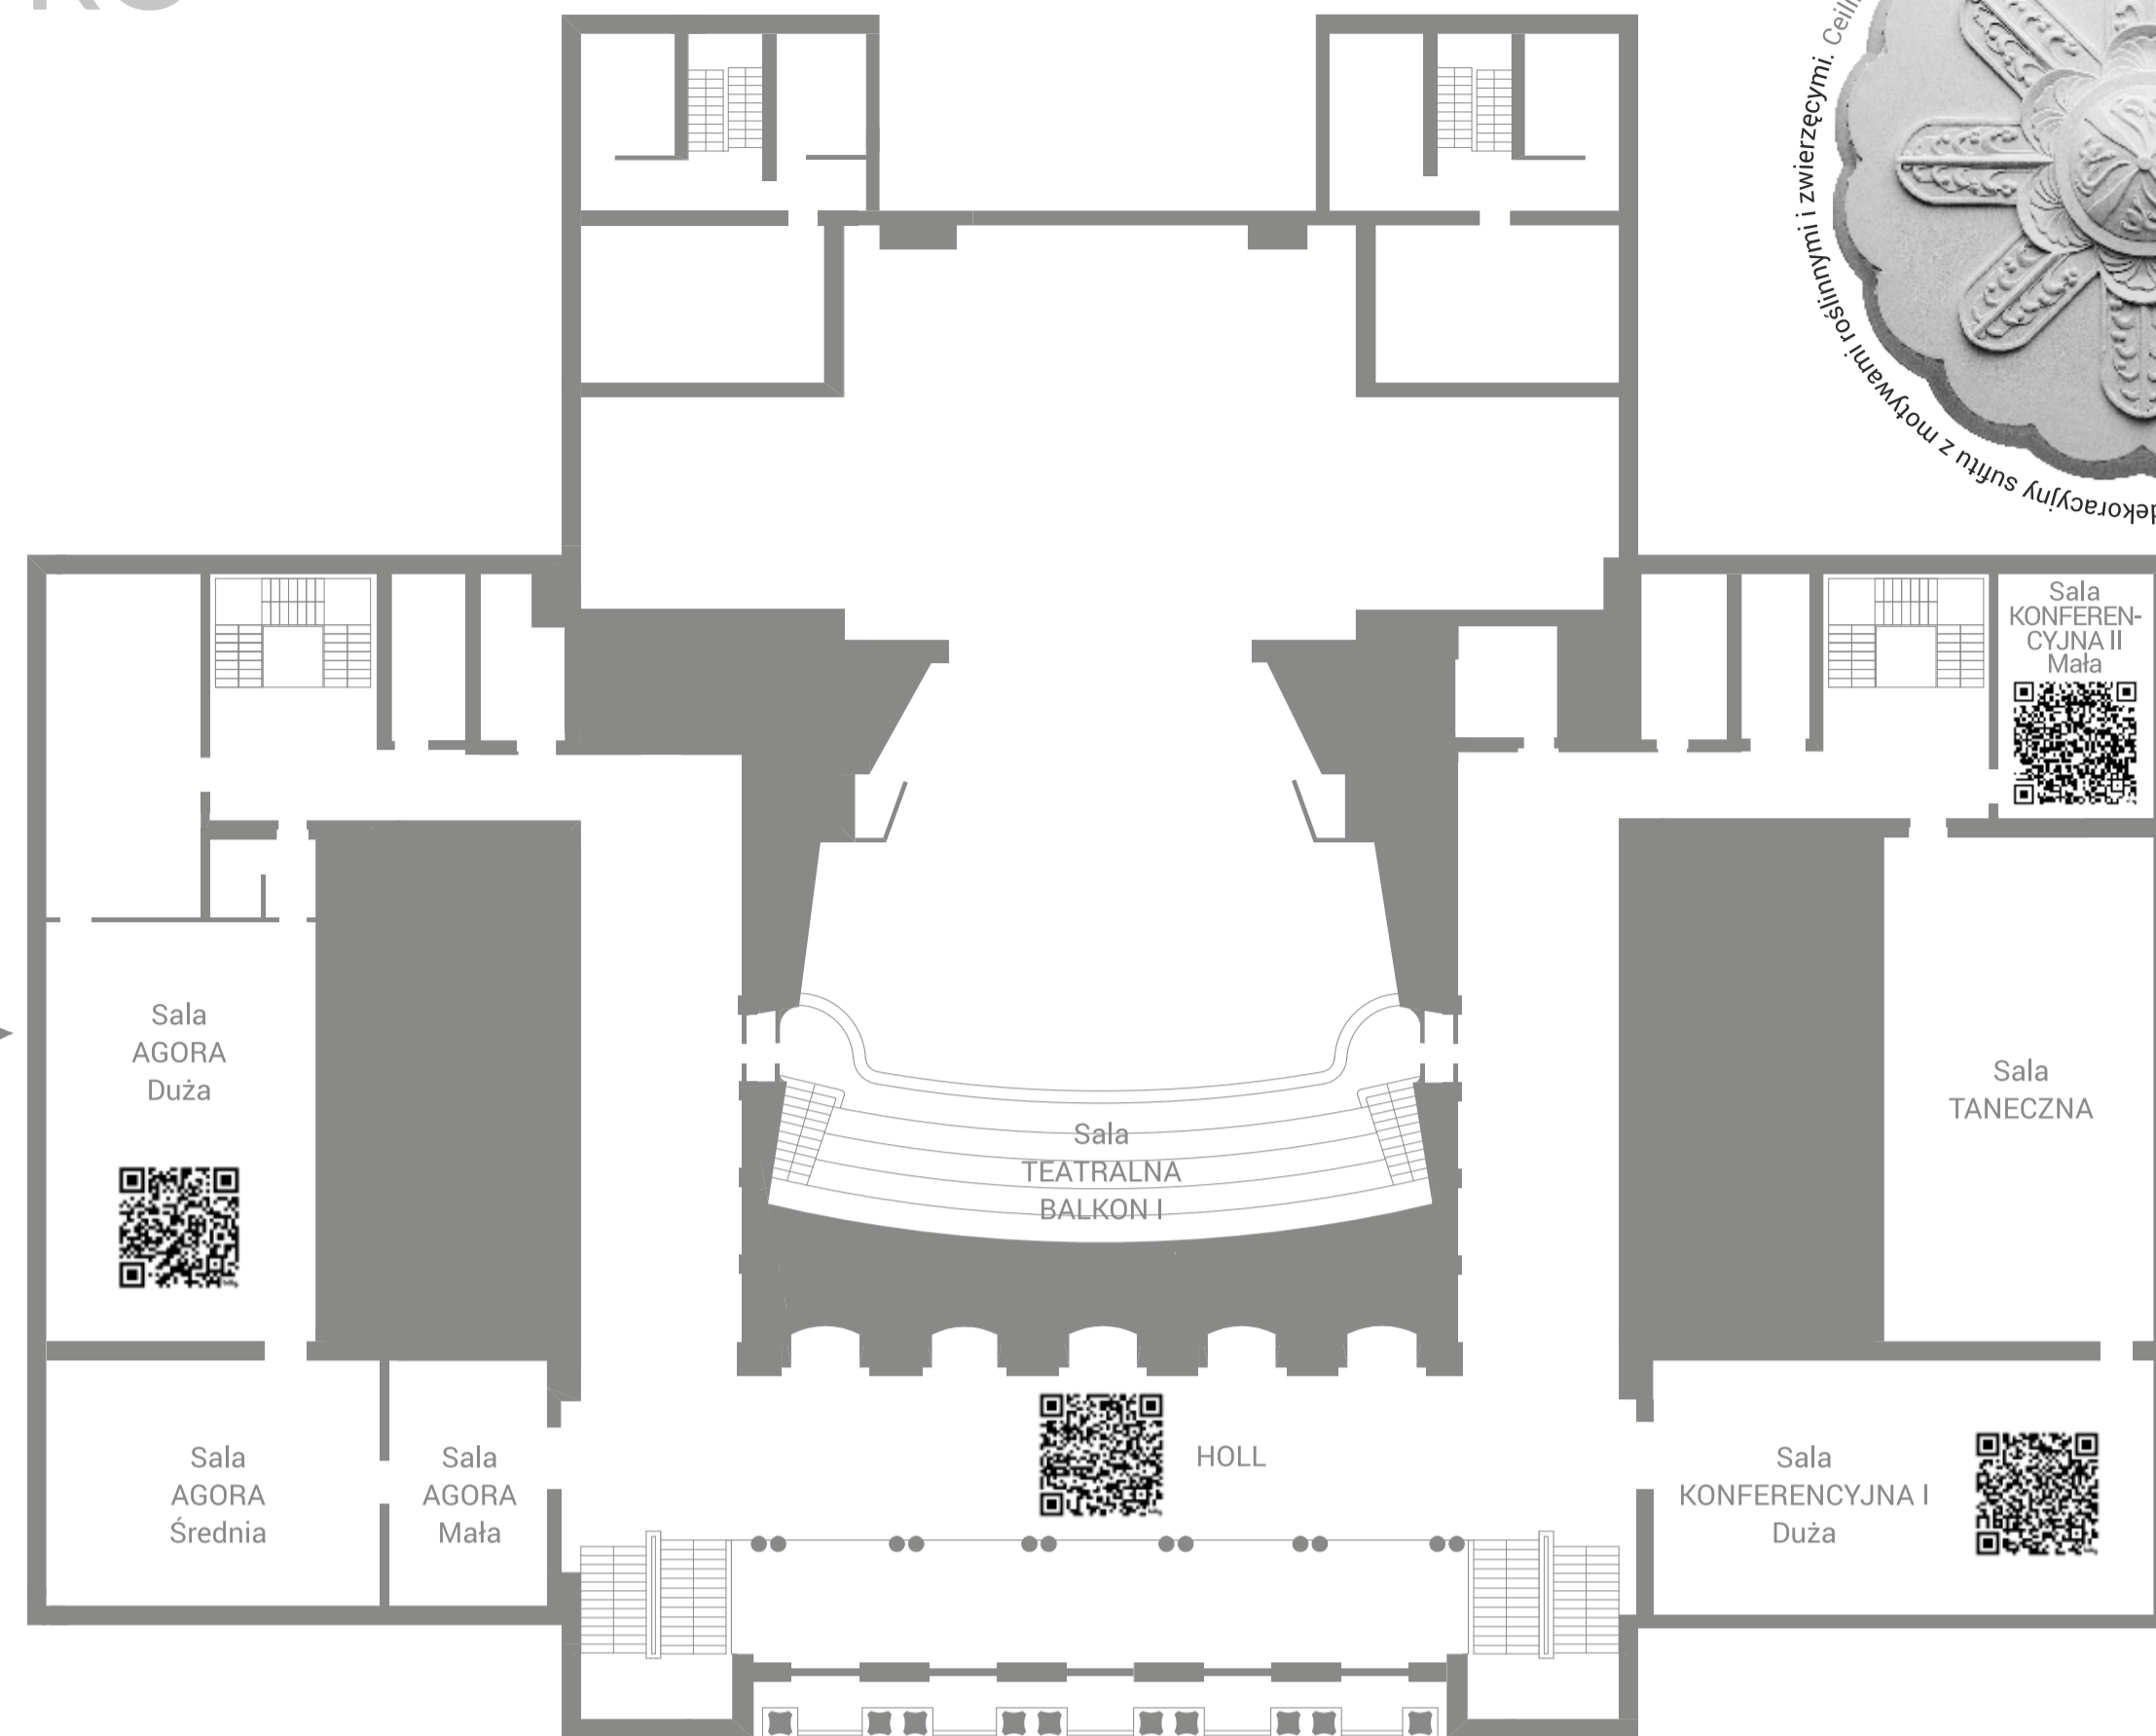 dekoracyjny sufitu z motywami roślinnymi i zwierzęcymi.
Sala
KONFEREN-
CYJNA II
Mała
Sala
AGORA
Duża
Sala
TANECZNA
Sala
TEATRALNA
BALKON I
HOLL
Sala
AGORA
Średnia
Sala
AGORA
Mała
Sala
KONFERENCYJNA I
Duża